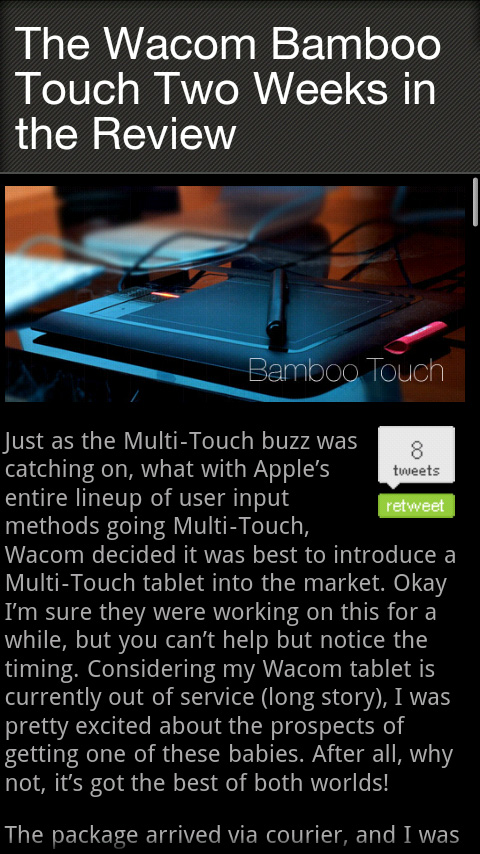 The Wacom Bamboo
Touch Two Weeks in
the Review
Bamboo Touch
Just as the Multi-Touch buzz was
catching on, what with Apple’s
entire lineup of user input
methods going Multi-Touch,
8
tweets
retweet
Wacom decided it was best to introduce a
Multi-Touch tablet into the market. Okay
I’m sure they were working on this for a
while, but you can’t help but notice the
timing. Considering my Wacom tablet is
currently out of service (long story), I was
pretty excited about the prospects of
getting one of these babies. After all, why
not, it’s got the best of both worlds!
The package arrived via courier, and I was